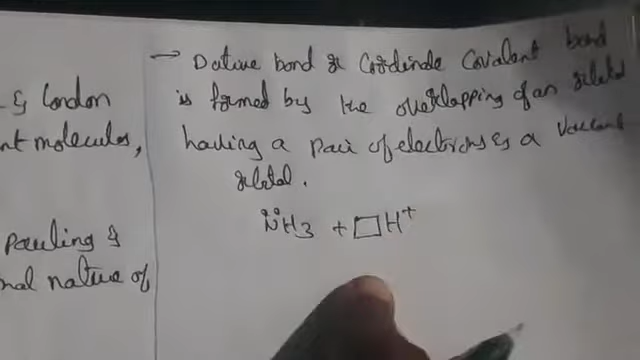 & London
nt molecules,
pauling &
nal nature of
→ Dative bond or Coordinate Covalent bond
is formed by the overlapping of an orbital
having a pair of electrons & a vacant
orbital.
N̈H3 + □H+